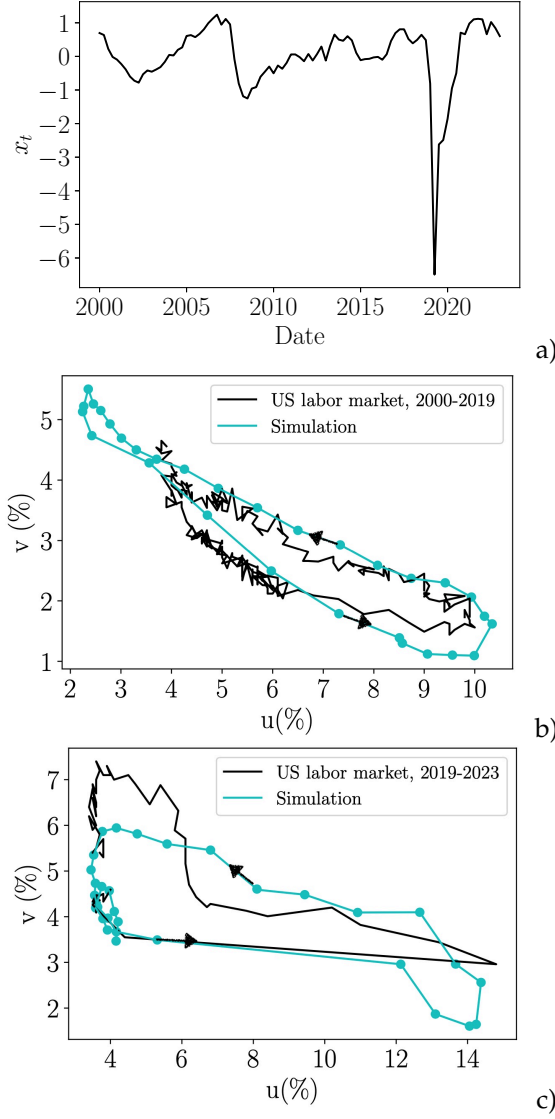 1
0
−1
−2
−3
−4
−5
−6
x_t
2000 2005 2010 2015 2020
Date
a)
US labor market, 2000-2019
Simulation
5
4
3
2
1
v (%)
2 3 4 5 6 7 8 9 10
u(%)
b)
US labor market, 2019-2023
Simulation
7
6
5
4
3
2
v (%)
4 6 8 10 12 14
u(%)
c)